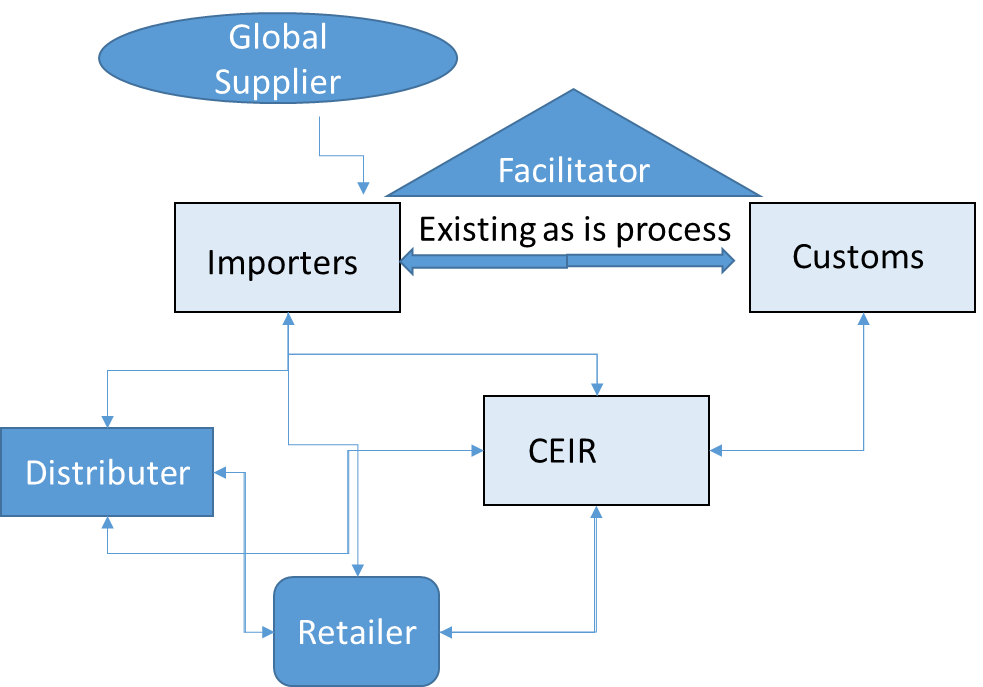 Global
Supplier
Facilitator
Existing as is process
Importers
Customs
CEIR
Distributer
Retailer